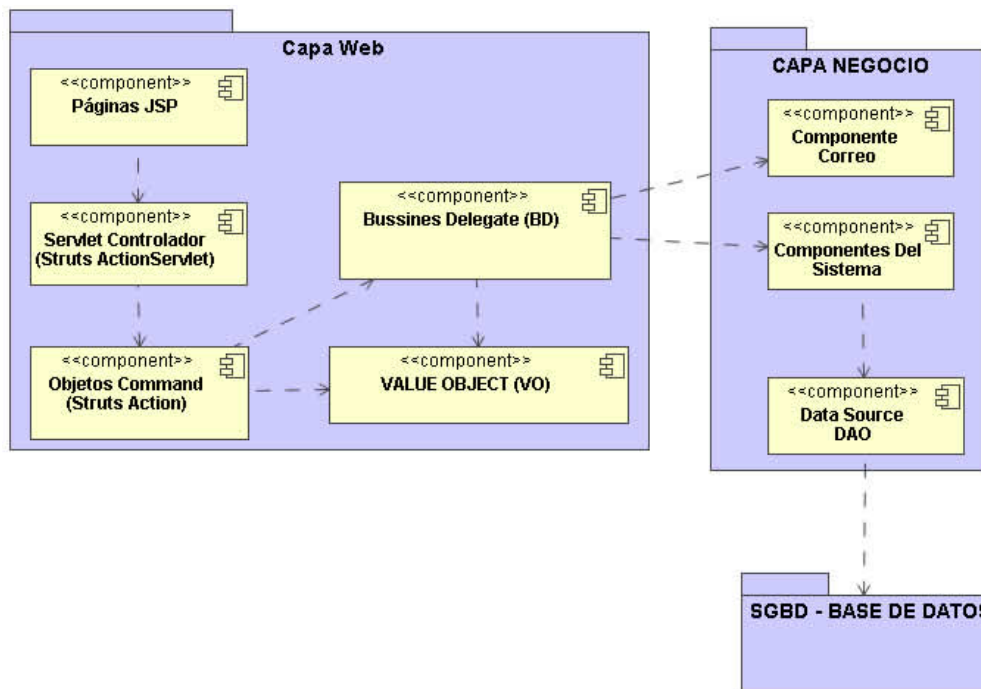 Capa Web
<<component>>
Páginas JSP
<<component>>
Servlet Controlador
(Struts ActionServlet)
<<component>>
Objetos Command
(Struts Action)
<<component>>
Bussines Delegate (BD)
<<component>>
VALUE OBJECT (VO)
CAPA NEGOCIO
<<component>>
Componente
Correo
<<component>>
Componentes Del
Sistema
<<component>>
Data Source
DAO
SGBD - BASE DE DATOS